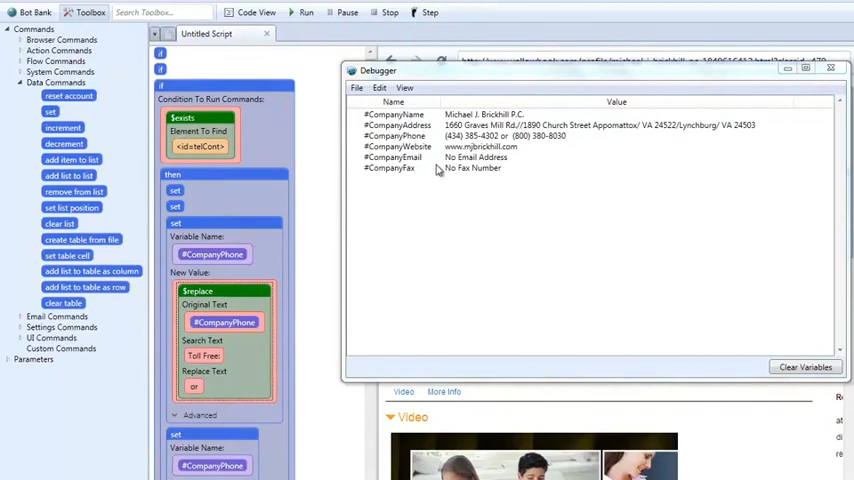 Bot Bank
Toolbox
Search Toolbox
Code View
Run
Pause
Stop
Step
Commands
Browser Commands
Action Commands
Flow Commands
System Commands
Data Commands
reset account
set
increment
decrement
add item to list
add list to list
remove from list
set list position
clear list
create table from file
set table cell
add list to table as column
add list to table as row
clear table
Email Commands
Settings Commands
UI Commands
Custom Commands
Parameters
Untitled Script
if
if
if
Condition To Run Commands:
$exists
Element To Find
<id=telCont>
then
set
set
set
Variable Name:
#CompanyPhone
New Value:
$replace
Original Text
#CompanyPhone
Search Text
Toll Free:
Replace Text
or
Advanced
set
Variable Name:
#CompanyPhone
Debugger
File Edit View
Name Value
#CompanyName Michael J. Brickhill P.C.
#CompanyAddress 1660 Graves Mill Rd.//1890 Church Street Appomattox/ VA 24522/Lynchburg/ VA 24503
#CompanyPhone (434) 385-4302 or (800) 380-8030
#CompanyWebsite www.mjbrickhill.com
#CompanyEmail No Email Address
#CompanyFax No Fax Number
Clear Variables
Video More Info
Video